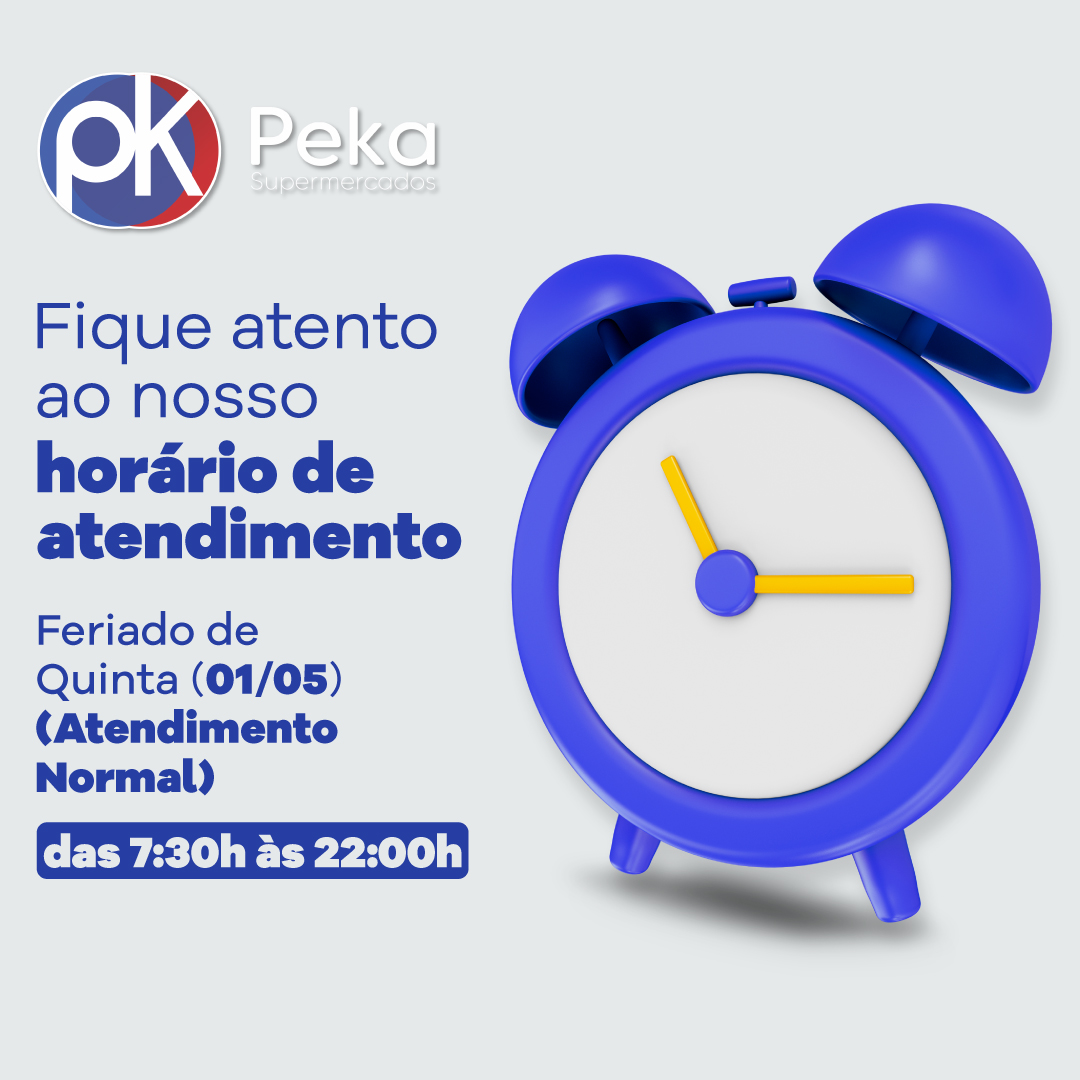 pk
Peka
Supermercados
Fique atento
ao nosso
horário de
atendimento
Feriado de
Quinta (01/05)
(Atendimento
Normal)
das 7:30h às 22:00h